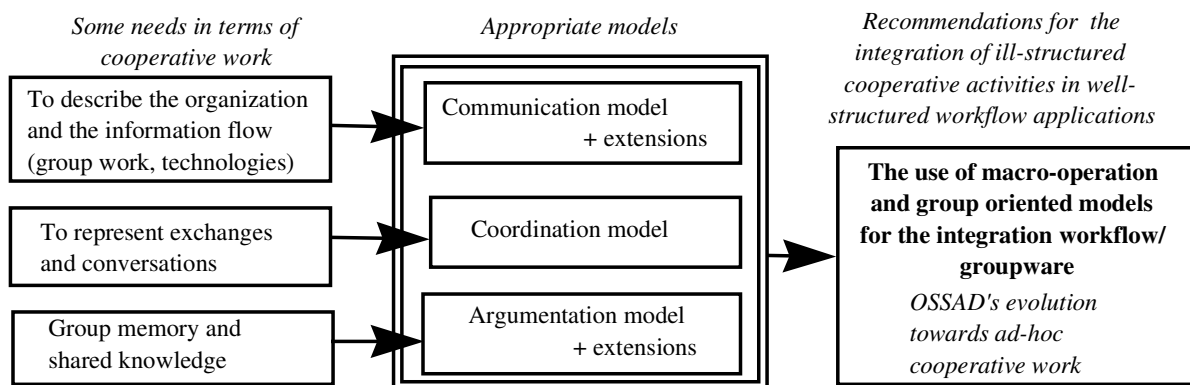 Some needs in terms of
cooperative work
To describe the organization
and the information flow
(group work, technologies)
To represent exchanges
and conversations
Group memory and
shared knowledge
Appropriate models
Communication model
+ extensions
Coordination model
Argumentation model
+ extensions
Recommendations for the
integration of ill-structured
cooperative activities in well-
structured workflow applications
The use of macro-operation
and group oriented models
for the integration workflow/
groupware
OSSAD's evolution
towards ad-hoc
cooperative work